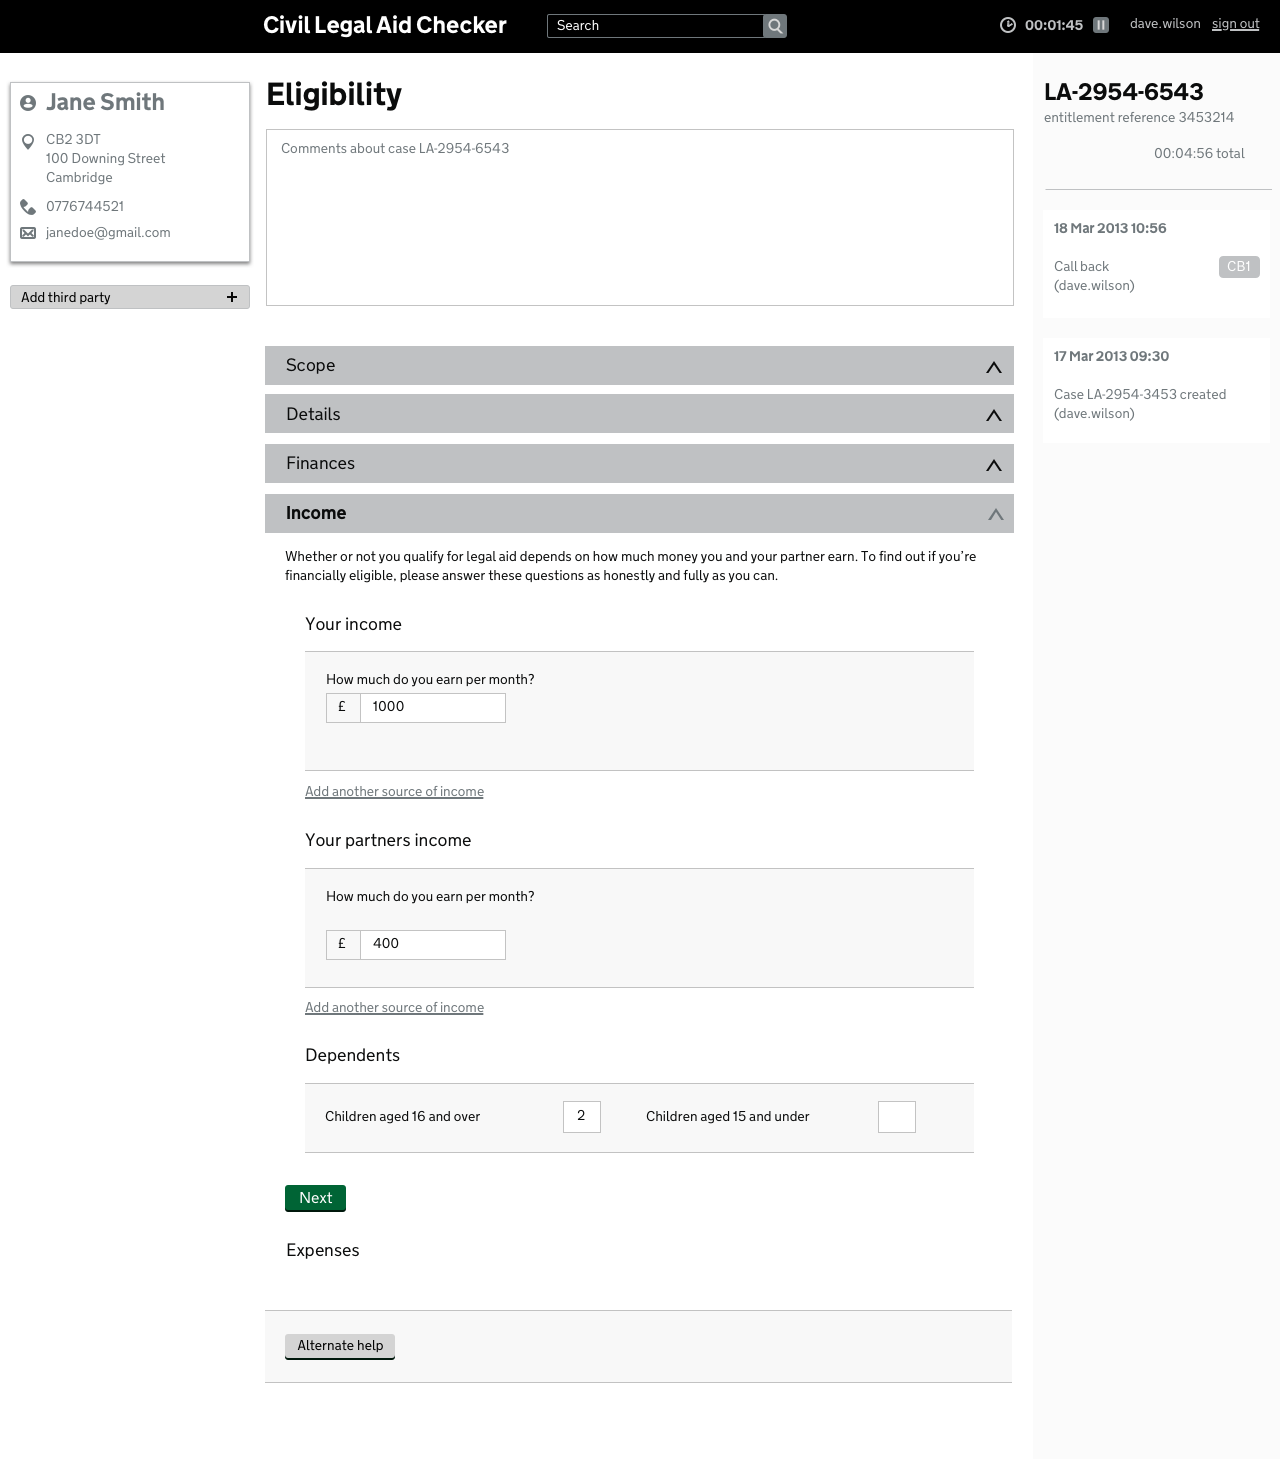 Civil Legal Aid Checker
Search
00:01:45
dave.wilson
sign out
Jane Smith
CB2 3DT
100 Downing Street
Cambridge
0776744521
janedoe@gmail.com
Add third party
Eligibility
Comments about case LA-2954-6543
Scope
Details
Finances
Income
Whether or not you qualify for legal aid depends on how much money you and your partner earn. To find out if you’re
financially eligible, please answer these questions as honestly and fully as you can.
Your income
How much do you earn per month?
£ 1000
Add another source of income
Your partners income
How much do you earn per month?
£ 400
Add another source of income
Dependents
Children aged 16 and over 2 Children aged 15 and under
Next
Expenses
Alternate help
LA-2954-6543
entitlement reference 3453214
00:04:56 total
18 Mar 2013 10:56
Call back CB1
(dave.wilson)
17 Mar 2013 09:30
Case LA-2954-3453 created
(dave.wilson)